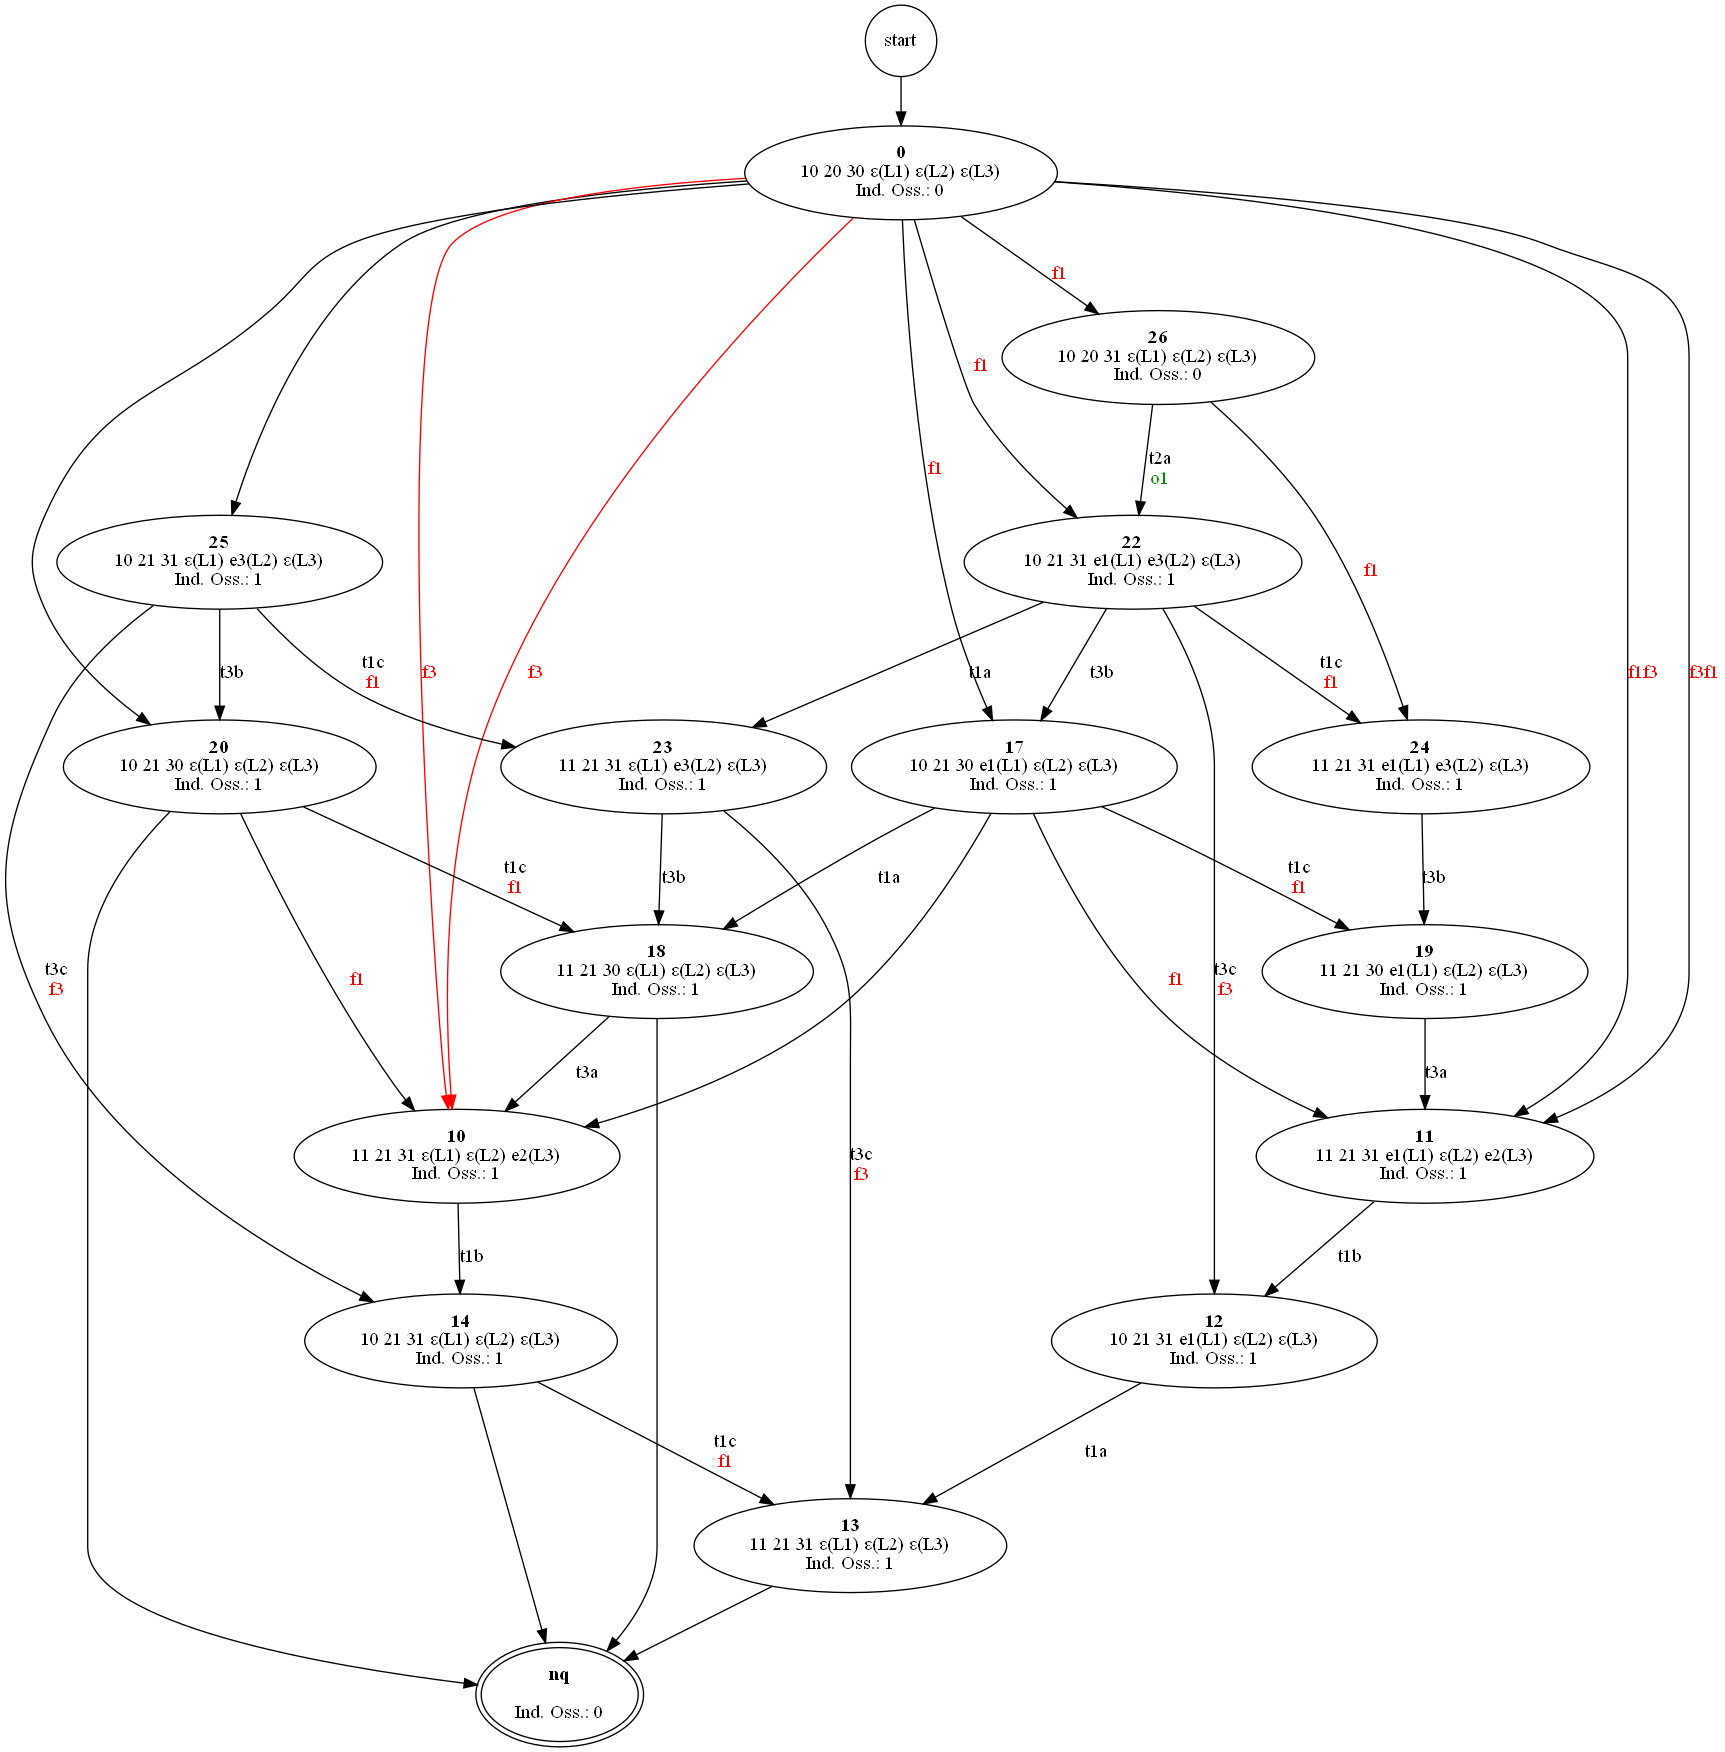 start
0
10 20 30 ε(L1) ε(L2) ε(L3)
Ind. Oss.: 0
f1
26
10 20 31 ε(L1) ε(L2) ε(L3)
Ind. Oss.: 0
f1
t2a
o1
f1
f1
25
10 21 31 ε(L1) e3(L2) ε(L3)
Ind. Oss.: 1
22
10 21 31 e1(L1) e3(L2) ε(L3)
Ind. Oss.: 1
t3b
t1c
f1
f3
f3
t1a
t3b
t1c
f1
f1f3
f3f1
20
10 21 30 ε(L1) ε(L2) ε(L3)
Ind. Oss.: 1
23
11 21 31 ε(L1) e3(L2) ε(L3)
Ind. Oss.: 1
17
10 21 30 e1(L1) ε(L2) ε(L3)
Ind. Oss.: 1
24
11 21 31 e1(L1) e3(L2) ε(L3)
Ind. Oss.: 1
t1c
f1
t3b
t1a
t1c
f1
t3b
t3c
f3
f1
18
11 21 30 ε(L1) ε(L2) ε(L3)
Ind. Oss.: 1
f1
t3c
f3
19
11 21 30 e1(L1) ε(L2) ε(L3)
Ind. Oss.: 1
t3a
t3a
10
11 21 31 ε(L1) ε(L2) e2(L3)
Ind. Oss.: 1
t3c
f3
11
11 21 31 e1(L1) ε(L2) e2(L3)
Ind. Oss.: 1
t1b
t1b
14
10 21 31 ε(L1) ε(L2) ε(L3)
Ind. Oss.: 1
12
10 21 31 e1(L1) ε(L2) ε(L3)
Ind. Oss.: 1
t1c
f1
t1a
13
11 21 31 ε(L1) ε(L2) ε(L3)
Ind. Oss.: 1
nq
Ind. Oss.: 0